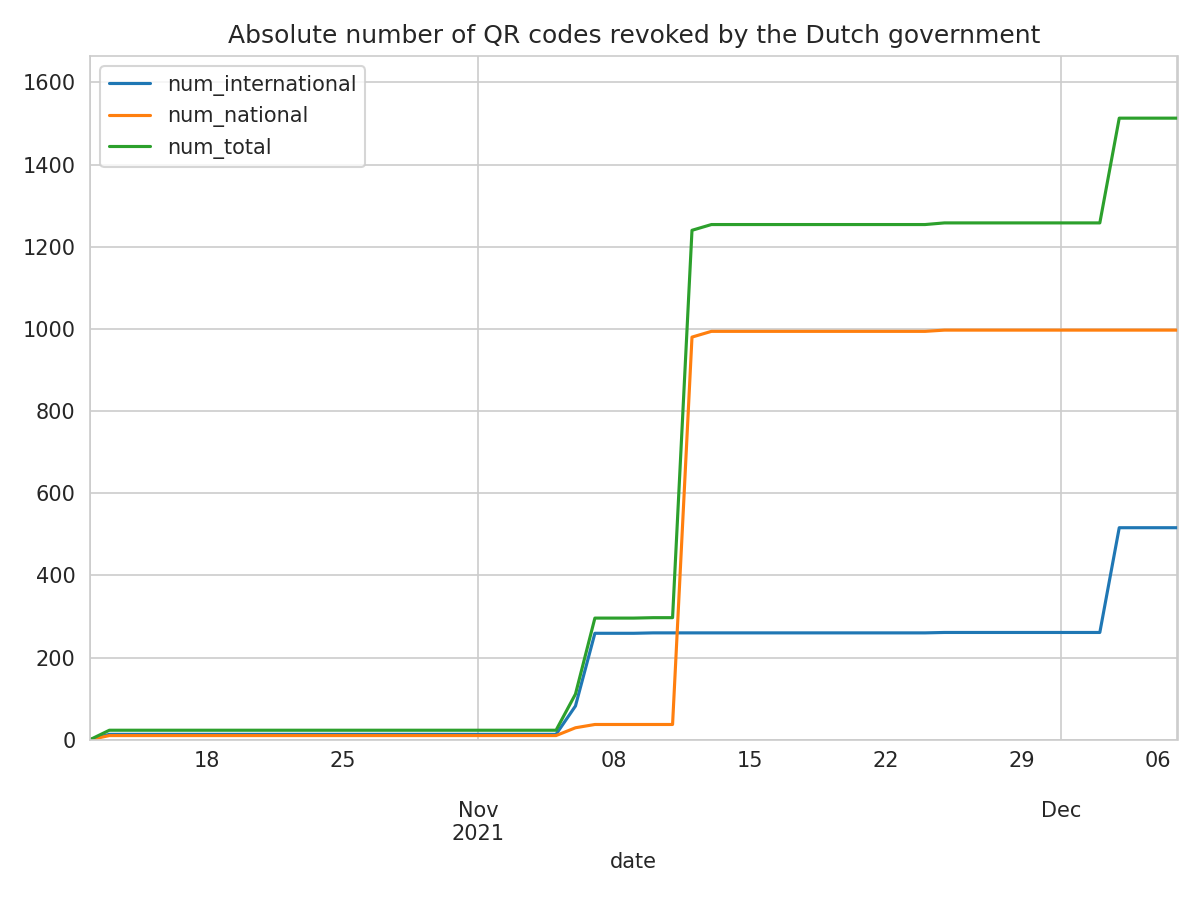 Absolute number of QR codes revoked by the Dutch government
num_international
num_national
num_total
1600
1400
1200
1000
800
600
400
200
0
18 25 08 15 22 29 06
Nov Dec
2021
date